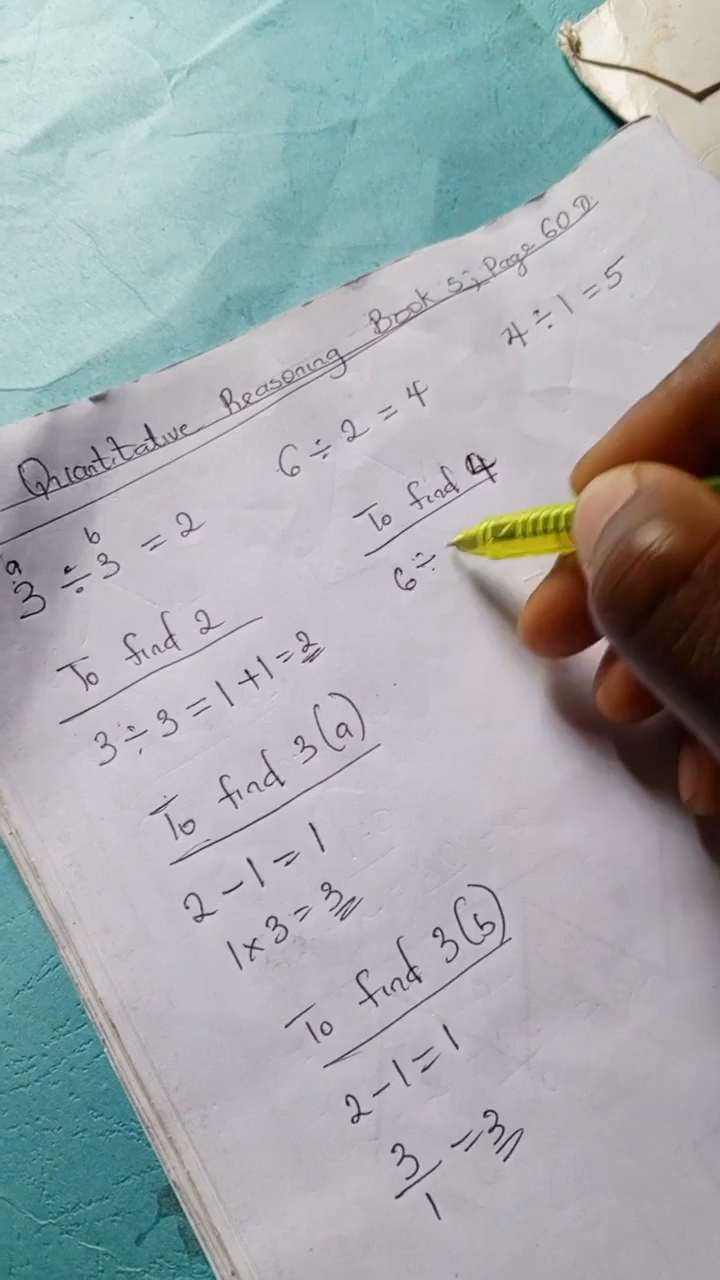 Quantitative Reasoning Book 5; Page 60 D
a b
3 ÷ 3 = 2
6 ÷ 2 = 4
4 ÷ 1 = 5
To find 2
3 ÷ 3 = 1 + 1 = 2
To find 3(a)
2 - 1 = 1
1 × 3 = 3
To find 3(b)
2 - 1 = 1
3/1 = 3
To find 4
6 ÷